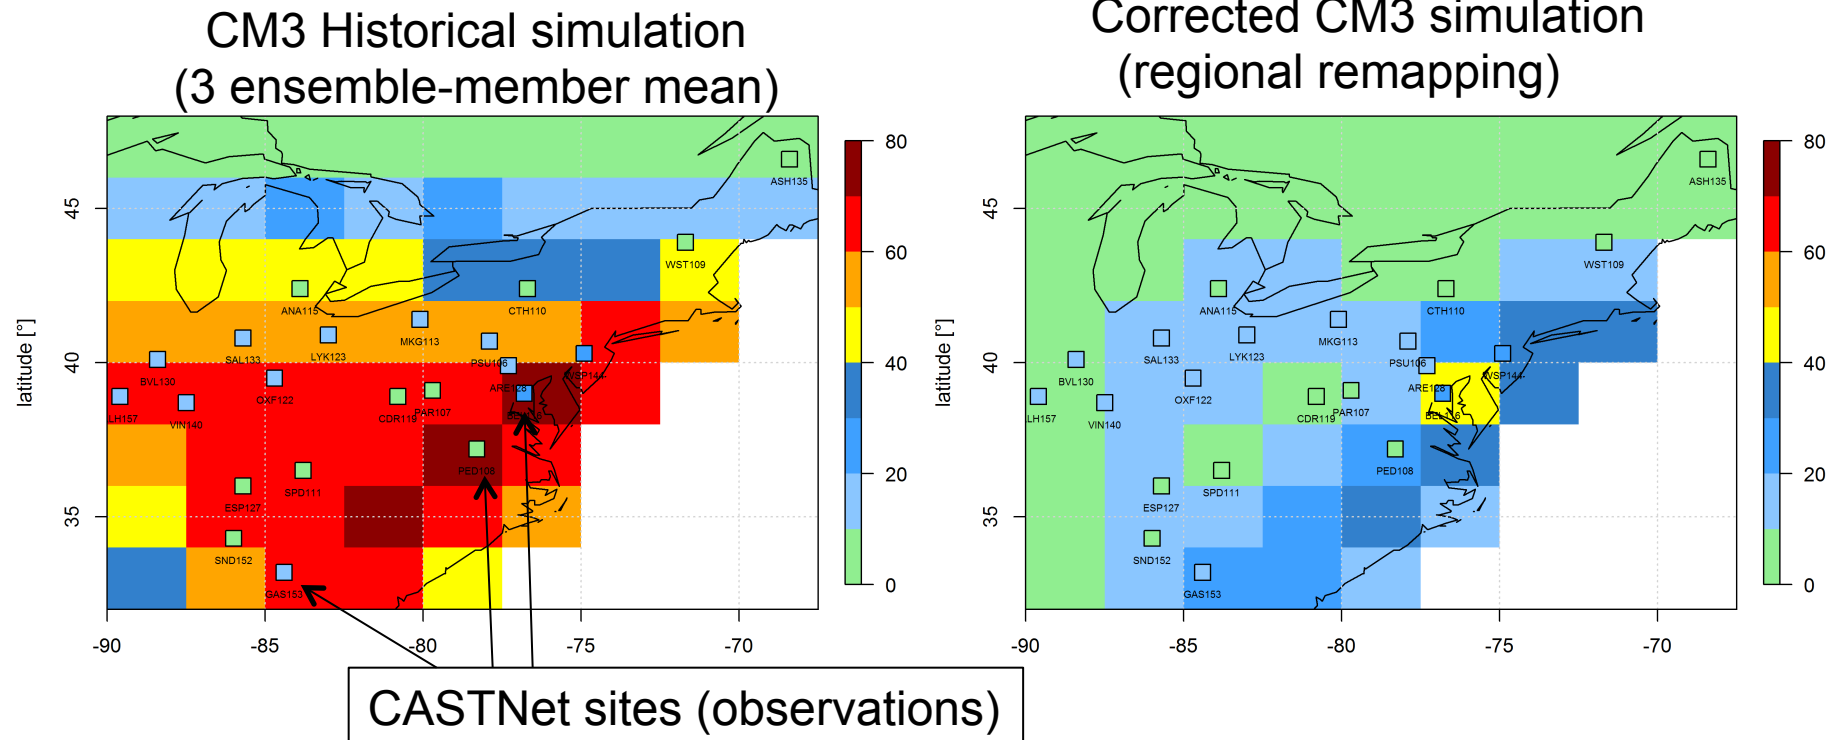 CM3 Historical simulation
(3 ensemble-member mean)
Corrected CM3 simulation
(regional remapping)
latitude [°]
45
40
35
-90
-85
-80
-75
-70
80
60
40
20
0
ASH135
WST109
ANA115
CTH110
MKG113
SAL133
LYK123
PSU106
BVL130
ARE128
WSP144
OXF122
LH157
CDR119
PAR107
VIN140
PED108
SPD111
ESP127
SND152
GAS153
latitude [°]
45
40
35
-90
-85
-80
-75
-70
80
60
40
20
0
ASH135
WST109
ANA115
CTH110
MKG113
SAL133
LYK123
PSU106
BVL130
ARE128
WSP144
OXF122
LH157
CDR119
PAR107
BEL116
VIN140
PED108
SPD111
ESP127
SND152
GAS153
CASTNet sites (observations)